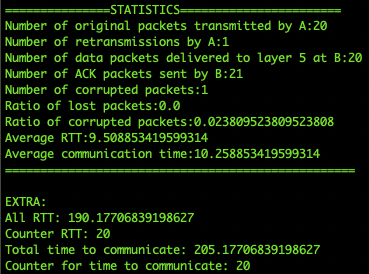 ===============STATISTICS=======================
Number of original packets transmitted by A:20
Number of retransmissions by A:1
Number of data packets delivered to layer 5 at B:20
Number of ACK packets sent by B:21
Number of corrupted packets:1
Ratio of lost packets:0.0
Ratio of corrupted packets:0.023809523809523808
Average RTT:9.508853419599314
Average communication time:10.258853419599314
==================================================
EXTRA:
All RTT: 190.17706839198627
Counter RTT: 20
Total time to communicate: 205.17706839198627
Counter for time to communicate: 20